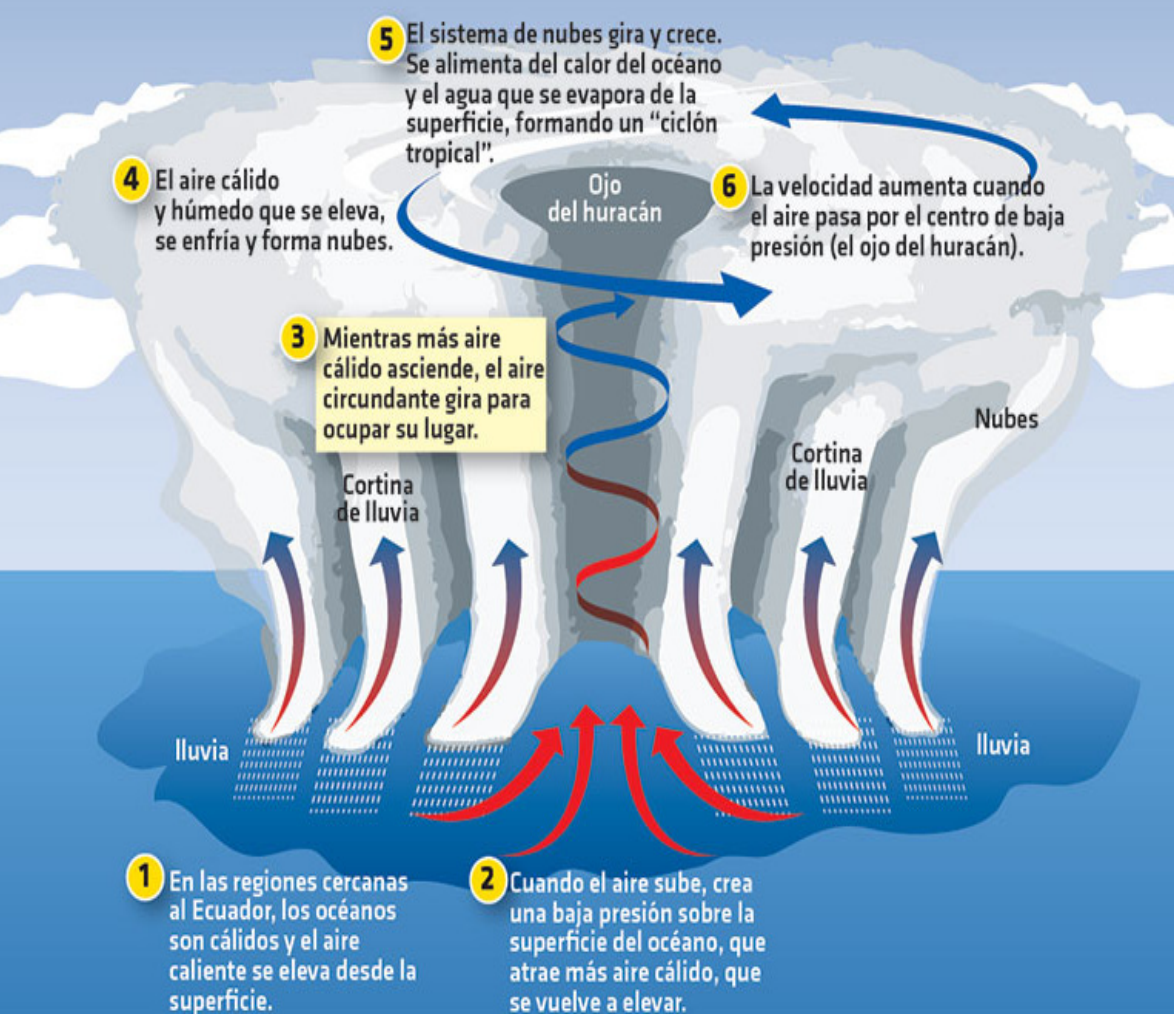 5
El sistema de nubes gira y crece.
Se alimenta del calor del océano
y el agua que se evapora de la
superficie, formando un “ciclón
tropical”.
4
El aire cálido
y húmedo que se eleva,
se enfría y forma nubes.
Ojo
del huracán
6
La velocidad aumenta cuando
el aire pasa por el centro de baja
presión (el ojo del huracán).
3
Mientras más aire
cálido asciende, el aire
circundante gira para
ocupar su lugar.
Nubes
Cortina
de lluvia
Cortina
de lluvia
lluvia
lluvia
1
En las regiones cercanas
al Ecuador, los océanos
son cálidos y el aire
caliente se eleva desde la
superficie.
2
Cuando el aire sube, crea
una baja presión sobre la
superficie del océano, que
atrae más aire cálido, que
se vuelve a elevar.